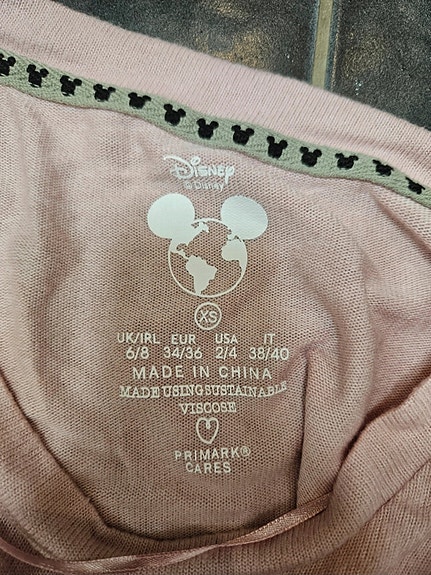 Disney
© Disney
XS
UK/IRL EUR USA IT
6/8 34/36 2/4 38/40
MADE IN CHINA
MADE USING SUSTAINABLE
VISCOSE
PRIMARK®
CARES